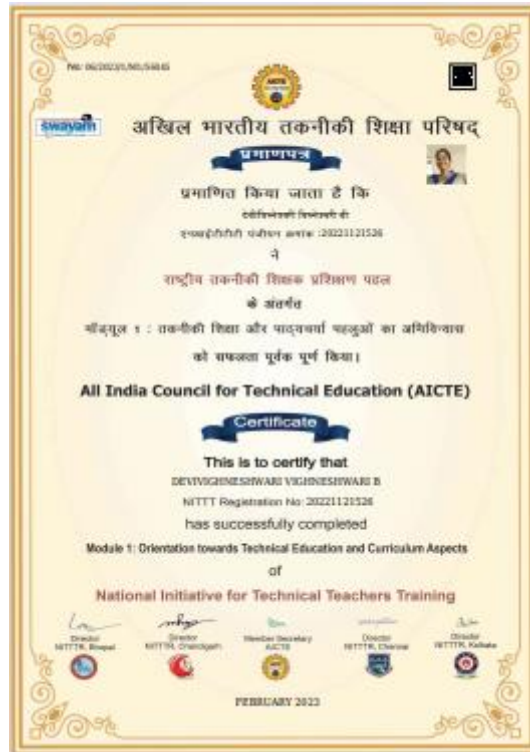 swayam
अखिल भारतीय तकनीकी शिक्षा परिषद्
प्रमाणपत्र
प्रमाणित किया जाता है कि
पंजीयन क्रमांक :20221121526
ने
राष्ट्रीय तकनीकी शिक्षक प्रशिक्षण पहल
के अंतर्गत
मॉड्यूल १ : तकनीकी शिक्षा और पाठ्यचर्या पहलुओं का अभिविन्यास
को सफलता पूर्वक पूर्ण किया।
All India Council for Technical Education (AICTE)
Certificate
This is to certify that
DEVIVIGHNESHWARI VIGHNESHWARI B
NITTT Registration No: 20221121526
has successfully completed
Module 1: Orientation towards Technical Education and Curriculum Aspects
of
National Initiative for Technical Teachers Training
Director Director Member Secretary Director Director
NITTTR, Bhopal NITTTR, Chandigarh AICTE NITTTR, Chennai NITTTR, Kolkata
FEBRUARY 2023